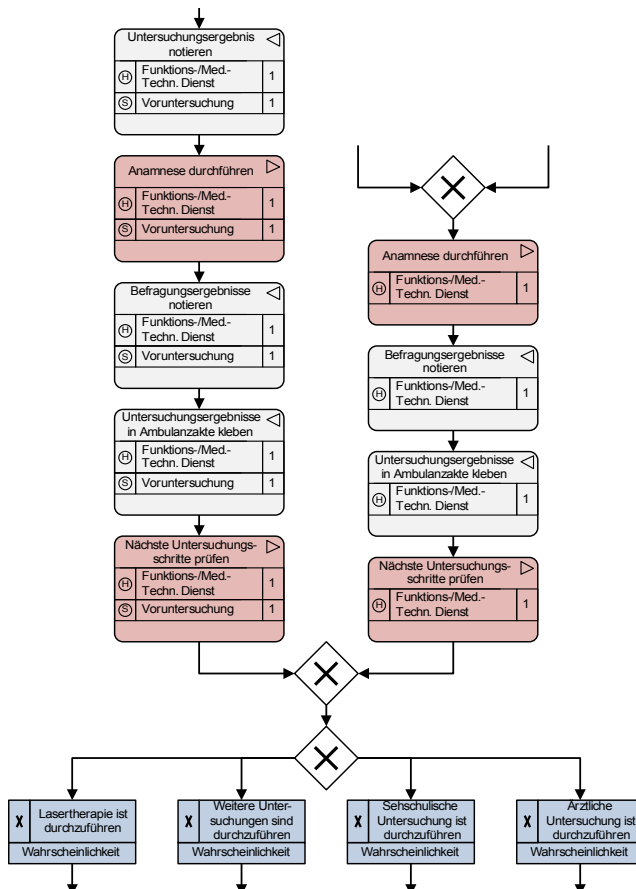 Untersuchungsergebnis
notieren
H Funktions-/Med.-
Techn. Dienst 1
S Voruntersuchung 1
Anamnese durchführen
H Funktions-/Med.-
Techn. Dienst 1
S Voruntersuchung 1
Befragungsergebnisse
notieren
H Funktions-/Med.-
Techn. Dienst 1
S Voruntersuchung 1
Untersuchungsergebnisse
in Ambulanzakte kleben
H Funktions-/Med.-
Techn. Dienst 1
S Voruntersuchung 1
Nächste Untersuchungs-
schritte prüfen
H Funktions-/Med.-
Techn. Dienst 1
S Voruntersuchung 1
Anamnese durchführen
H Funktions-/Med.-
Techn. Dienst 1
Befragungsergebnisse
notieren
H Funktions-/Med.-
Techn. Dienst 1
Untersuchungsergebnisse
in Ambulanzakte kleben
H Funktions-/Med.-
Techn. Dienst 1
Nächste Untersuchungs-
schritte prüfen
H Funktions-/Med.-
Techn. Dienst 1
X Lasertherapie ist
durchzuführen
Wahrscheinlichkeit
X Weitere Unter-
suchungen sind
durchzuführen
Wahrscheinlichkeit
X Sehschulische
Untersuchung ist
durchzuführen
Wahrscheinlichkeit
X Ärztliche
Untersuchung ist
durchzuführen
Wahrscheinlichkeit